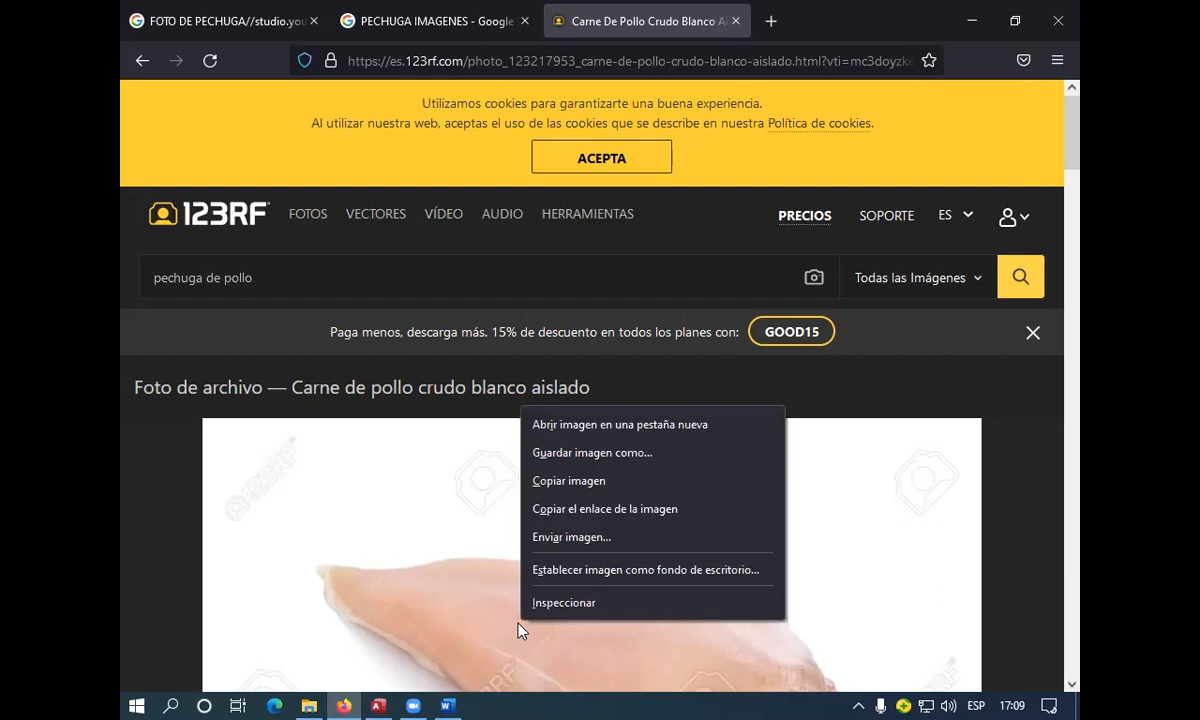 FOTO DE PECHUGA//studio.you
PECHUGA IMAGENES - Google
Carne De Pollo Crudo Blanco Ai
https://es.123rf.com/photo_123217953_carne-de-pollo-crudo-blanco-aislado.html?vti=mc3doyzke
Utilizamos cookies para garantizarte una buena experiencia.
Al utilizar nuestra web, aceptas el uso de las cookies que se describe en nuestra Política de cookies.
ACEPTA
123RF FOTOS VECTORES VÍDEO AUDIO HERRAMIENTAS PRECIOS SOPORTE ES
pechuga de pollo Todas las Imágenes
Paga menos, descarga más. 15% de descuento en todos los planes con: GOOD15
Foto de archivo — Carne de pollo crudo blanco aislado
Abrir imagen en una pestaña nueva
Guardar imagen como...
Copiar imagen
Copiar el enlace de la imagen
Enviar imagen...
Establecer imagen como fondo de escritorio...
Inspeccionar
123RF
123RF
ESP 17:09